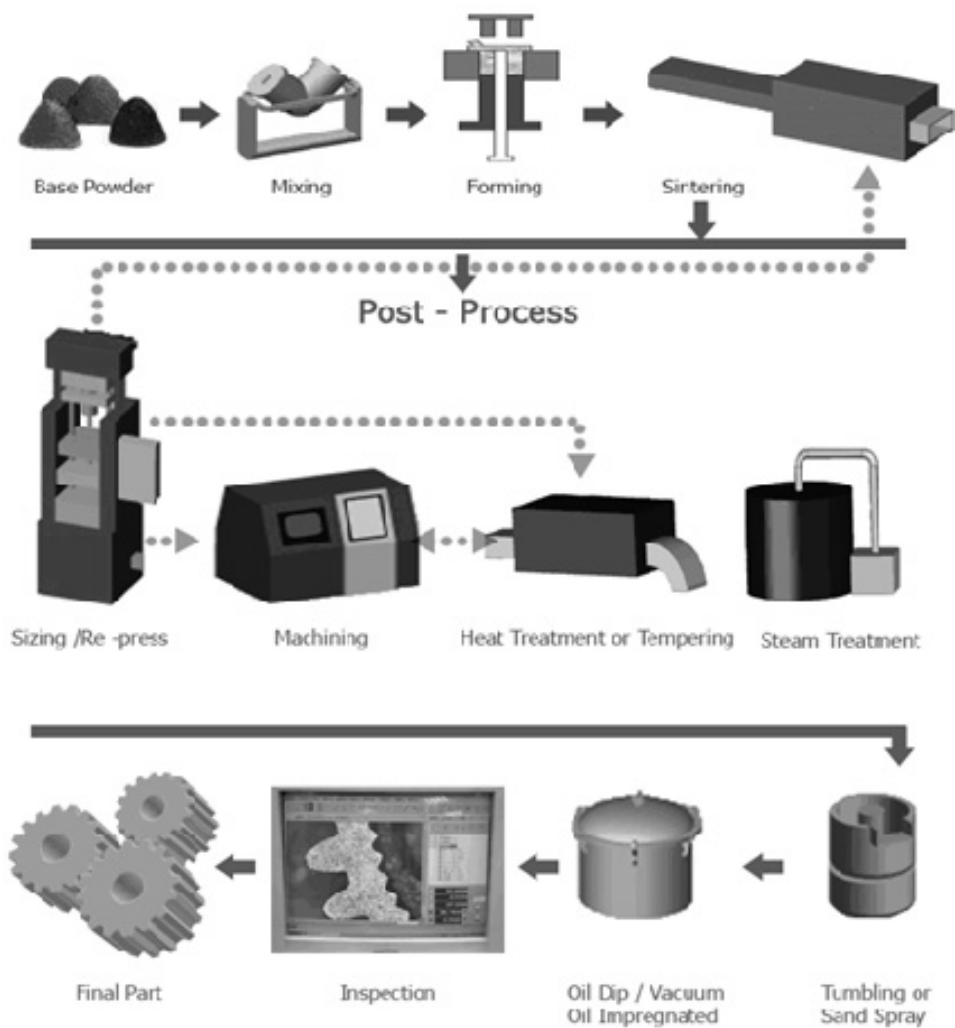 Base Powder
Mixing
Forming
Sintering
Post - Process
Sizing /Re -press
Machining
Heat Treatment or Tempering
Steam Treatment
Final Part
Inspection
Oil Dip / Vacuum
Oil Impregnated
Tumbling or
Sand Spray